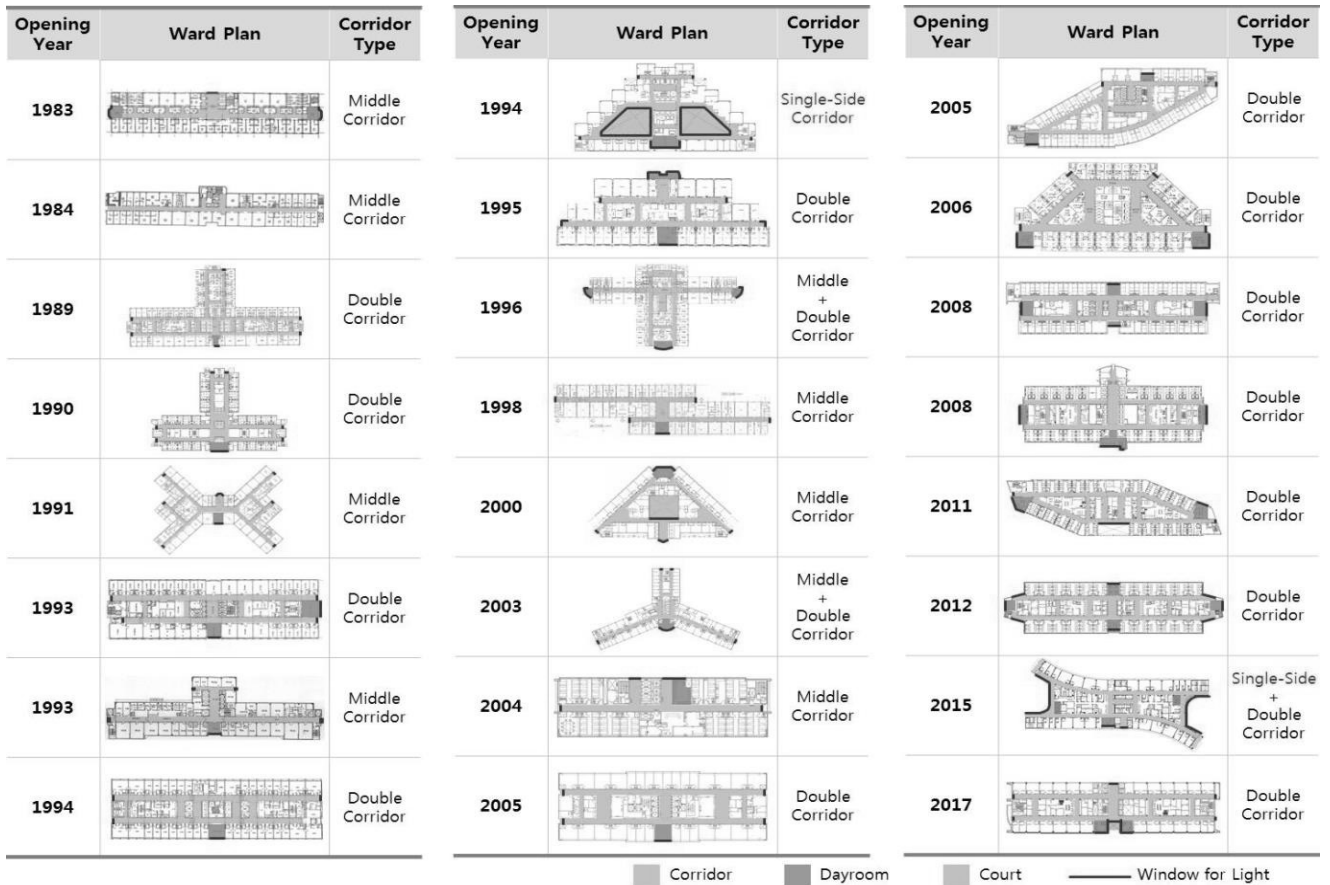 Opening Year Ward Plan Corridor Type
1983 Middle Corridor
1984 Middle Corridor
1989 Double Corridor
1990 Double Corridor
1991 Middle Corridor
1993 Double Corridor
1993 Middle Corridor
1994 Double Corridor
Opening Year Ward Plan Corridor Type
1994 Single-Side Corridor
1995 Double Corridor
1996 Middle + Double Corridor
1998 Middle Corridor
2000 Middle Corridor
2003 Middle + Double Corridor
2004 Middle Corridor
2005 Double Corridor
Opening Year Ward Plan Corridor Type
2005 Double Corridor
2006 Double Corridor
2008 Double Corridor
2008 Double Corridor
2011 Double Corridor
2012 Double Corridor
2015 Single-Side + Double Corridor
2017 Double Corridor
Corridor Dayroom Court Window for Light